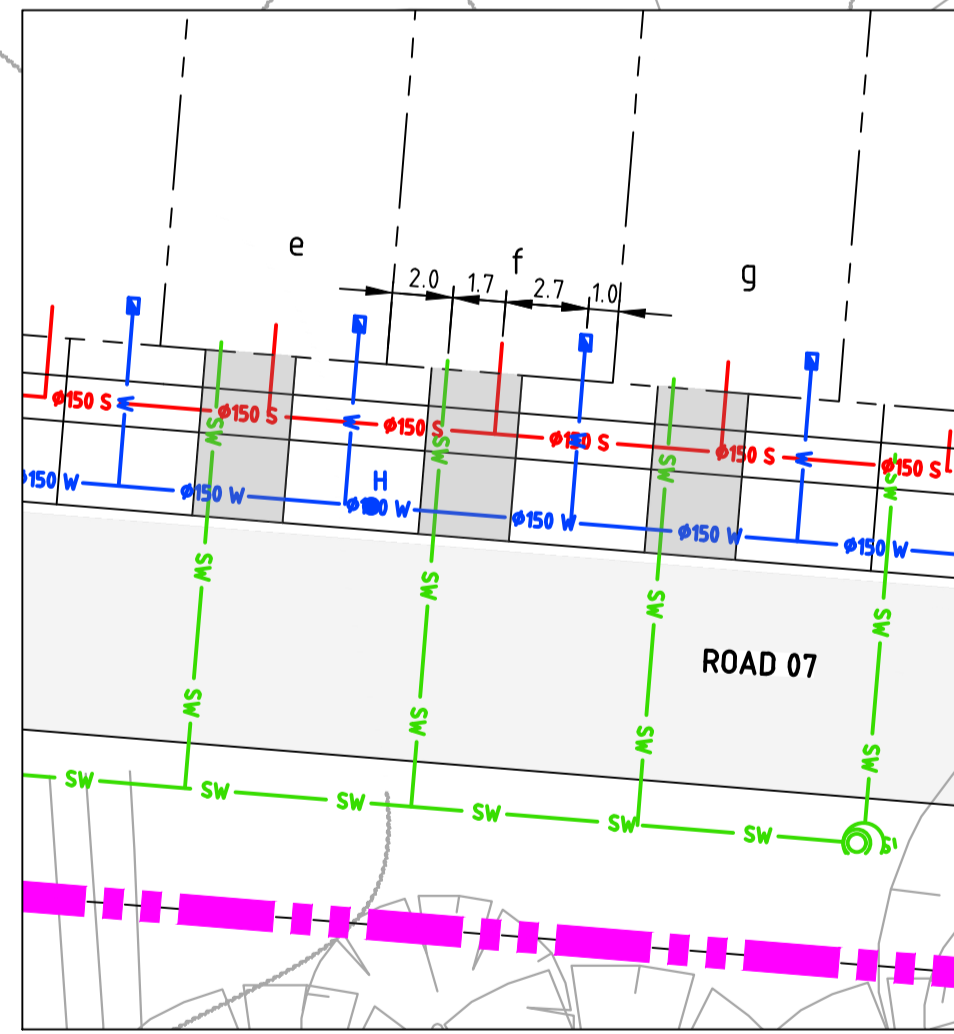 e
f
g
2.0 1.7 2.7 1.0
Ø150 S Ø150 S Ø150 S Ø150 S Ø150 S Ø150 S
W W W W
SW SW SW SW
H
Ø150 W Ø150 W Ø150 W Ø150 W Ø150 W Ø150 W
SW SW SW SW
ROAD 07
SW SW SW SW
SW SW SW SW SW SW